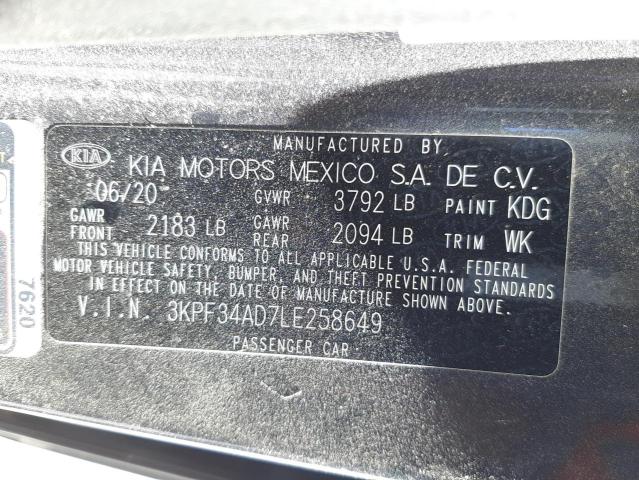 MANUFACTURED BY
KIA KIA MOTORS MEXICO S.A. DE C.V.
06/20 GVWR 3792 LB PAINT KDG
GAWR FRONT 2183 LB GAWR REAR 2094 LB TRIM WK
THIS VEHICLE CONFORMS TO ALL APPLICABLE U.S.A. FEDERAL
MOTOR VEHICLE SAFETY, BUMPER, AND THEFT PREVENTION STANDARDS
IN EFFECT ON THE DATE OF MANUFACTURE SHOWN ABOVE.
V.I.N. 3KPF34AD7LE258649
PASSENGER CAR
7620